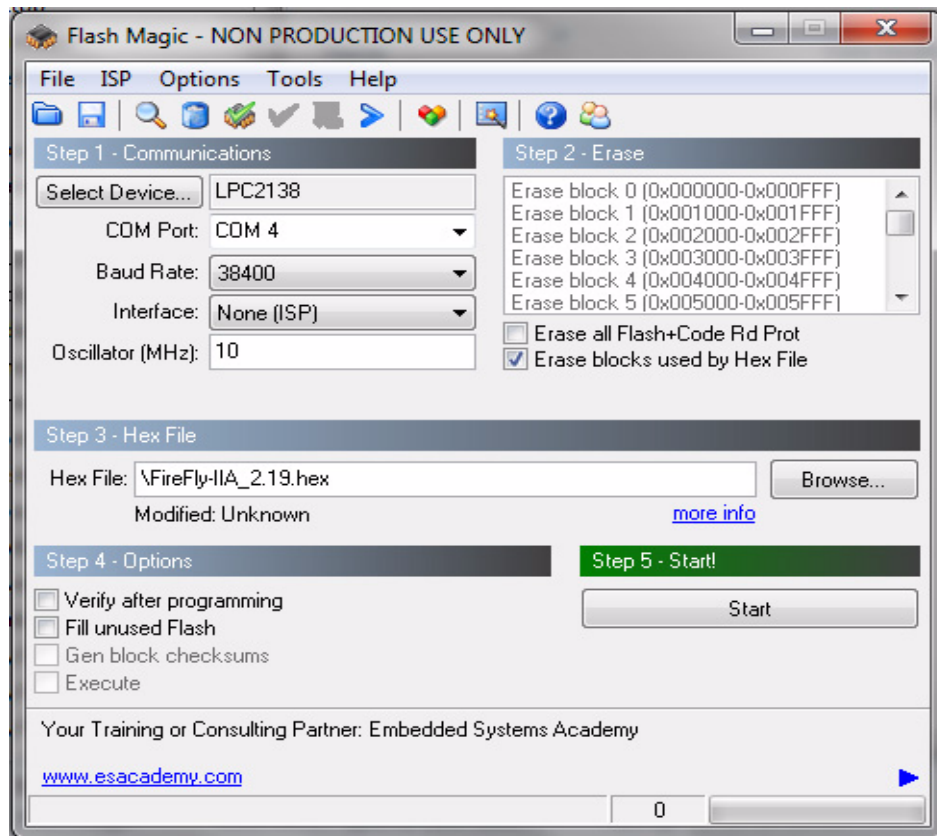 Flash Magic - NON PRODUCTION USE ONLY
File ISP Options Tools Help
Step 1 - Communications
Select Device... LPC2138
COM Port: COM 4
Baud Rate: 38400
Interface: None (ISP)
Oscillator (MHz): 10
Step 2 - Erase
Erase block 0 (0x000000-0x000FFF)
Erase block 1 (0x001000-0x001FFF)
Erase block 2 (0x002000-0x002FFF)
Erase block 3 (0x003000-0x003FFF)
Erase block 4 (0x004000-0x004FFF)
Erase block 5 (0x005000-0x005FFF)
Erase all Flash+Code Rd Prot
Erase blocks used by Hex File
Step 3 - Hex File
Hex File: \FireFly-IIA_2.19.hex Browse...
Modified: Unknown more info
Step 4 - Options
Verify after programming
Fill unused Flash
Gen block checksums
Execute
Step 5 - Start!
Start
Your Training or Consulting Partner: Embedded Systems Academy
www.esacademy.com
0